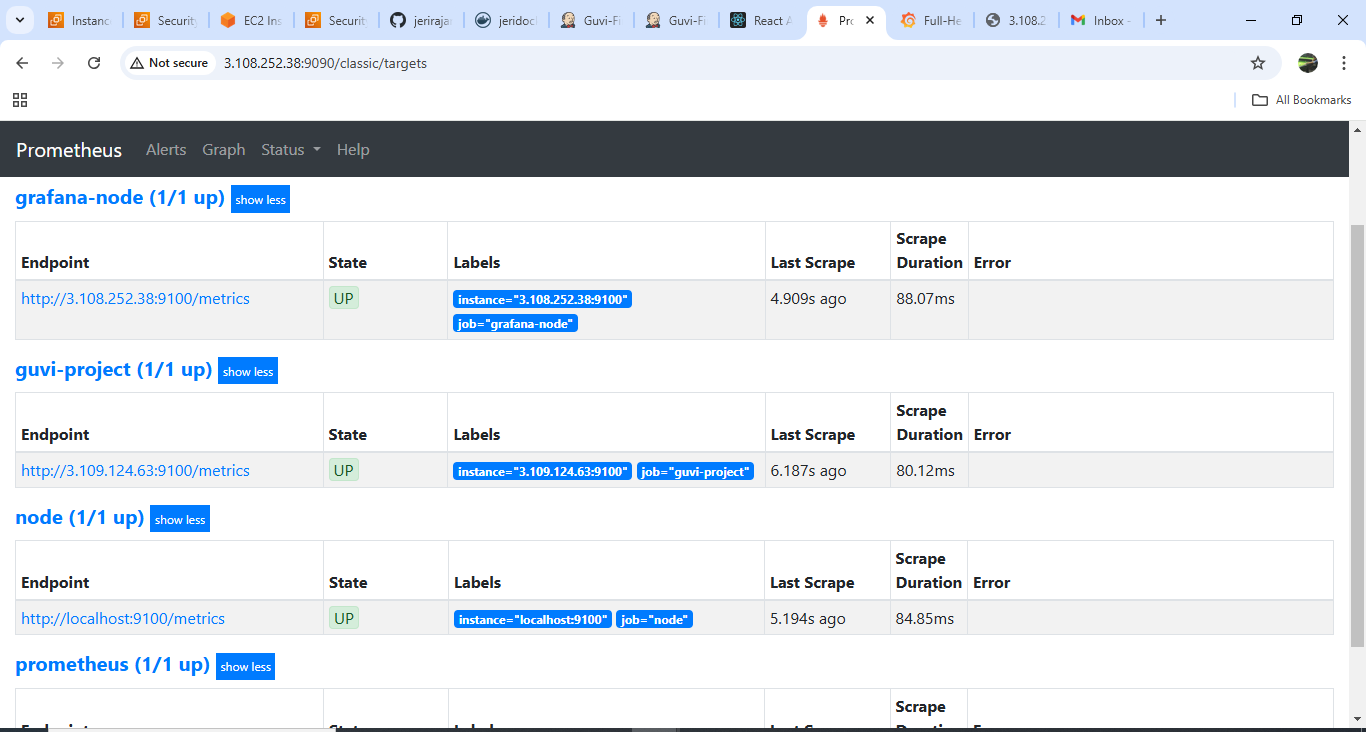 Instanc
Security
EC2 Ins
Security
jeriraja
jeridocl
Guvi-Fi
Guvi-Fi
React A
Pro
Full-He
3.108.2
Inbox -
Not secure
3.108.252.38:9090/classic/targets
All Bookmarks
Prometheus Alerts Graph Status Help
grafana-node (1/1 up) show less
Endpoint State Labels Last Scrape Scrape Duration Error
http://3.108.252.38:9100/metrics UP instance="3.108.252.38:9100" 4.909s ago 88.07ms
job="grafana-node"
guvi-project (1/1 up) show less
Endpoint State Labels Last Scrape Scrape Duration Error
http://3.109.124.63:9100/metrics UP instance="3.109.124.63:9100" job="guvi-project" 6.187s ago 80.12ms
node (1/1 up) show less
Endpoint State Labels Last Scrape Scrape Duration Error
http://localhost:9100/metrics UP instance="localhost:9100" job="node" 5.194s ago 84.85ms
prometheus (1/1 up) show less
Scrape